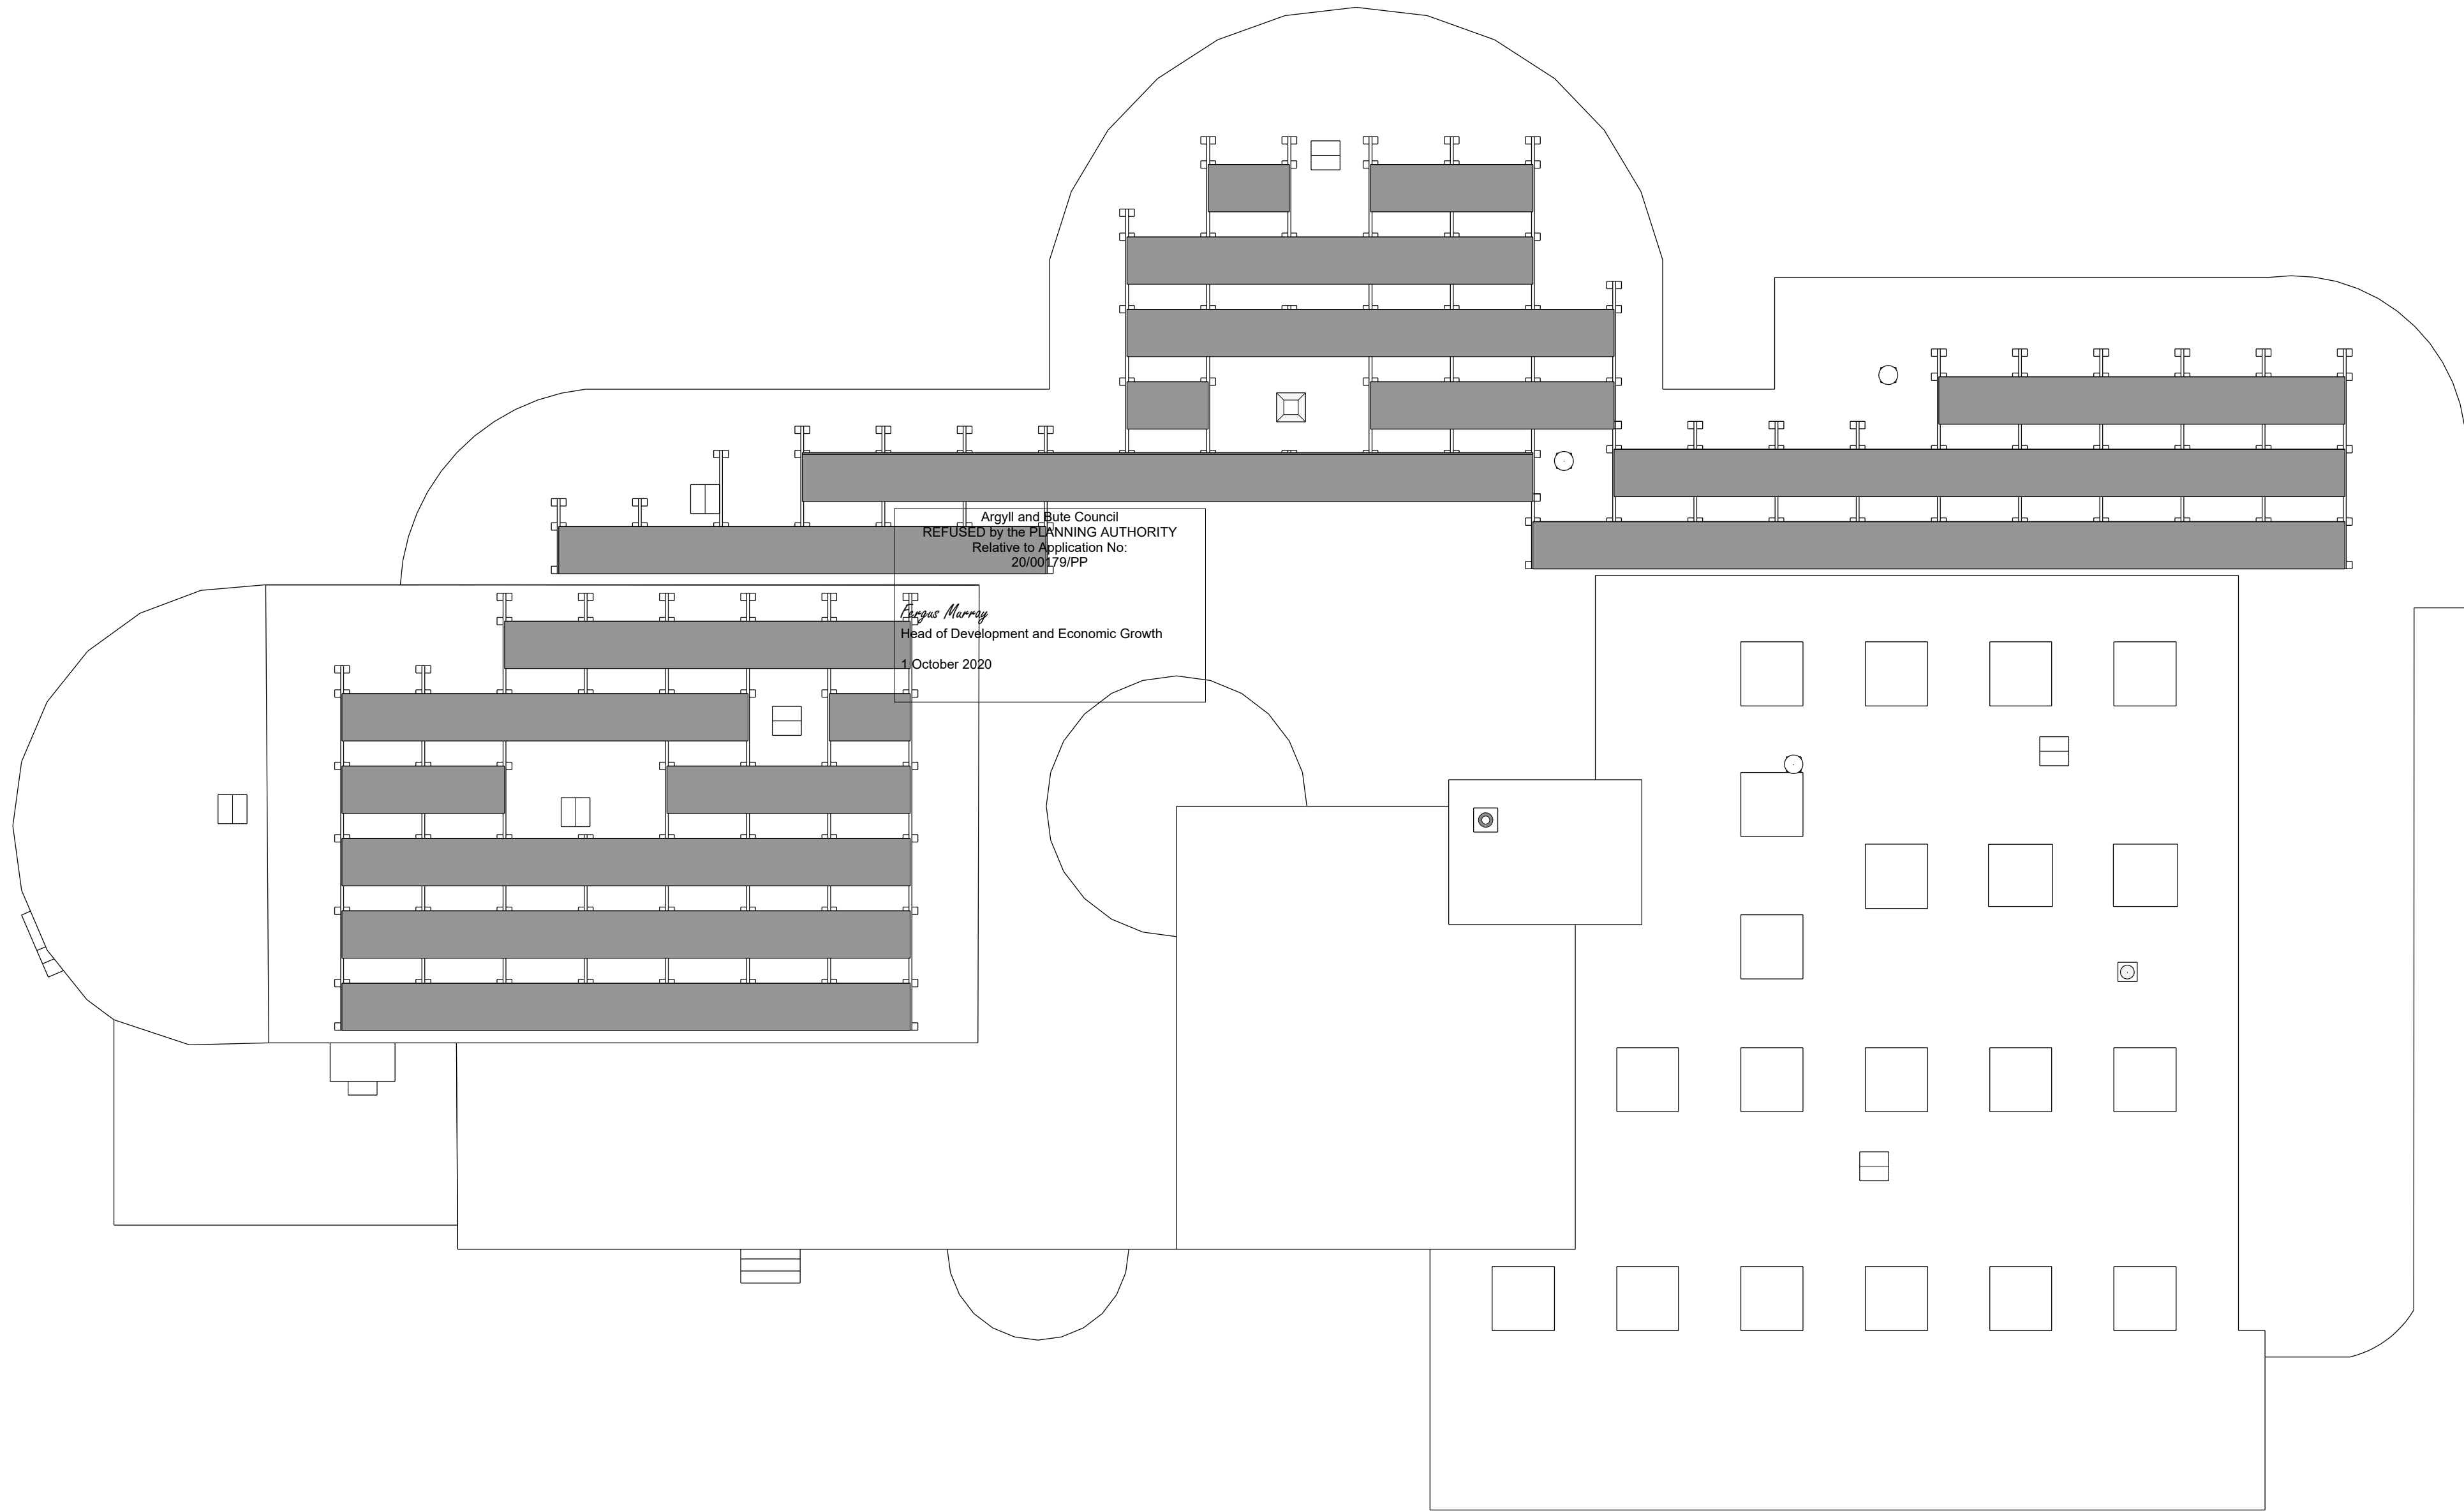 Argyll and Bute Council
REFUSED by the PLANNING AUTHORITY
Relative to Application No:
20/00179/PP
Fergus Murray
Head of Development and Economic Growth
1 October 2020